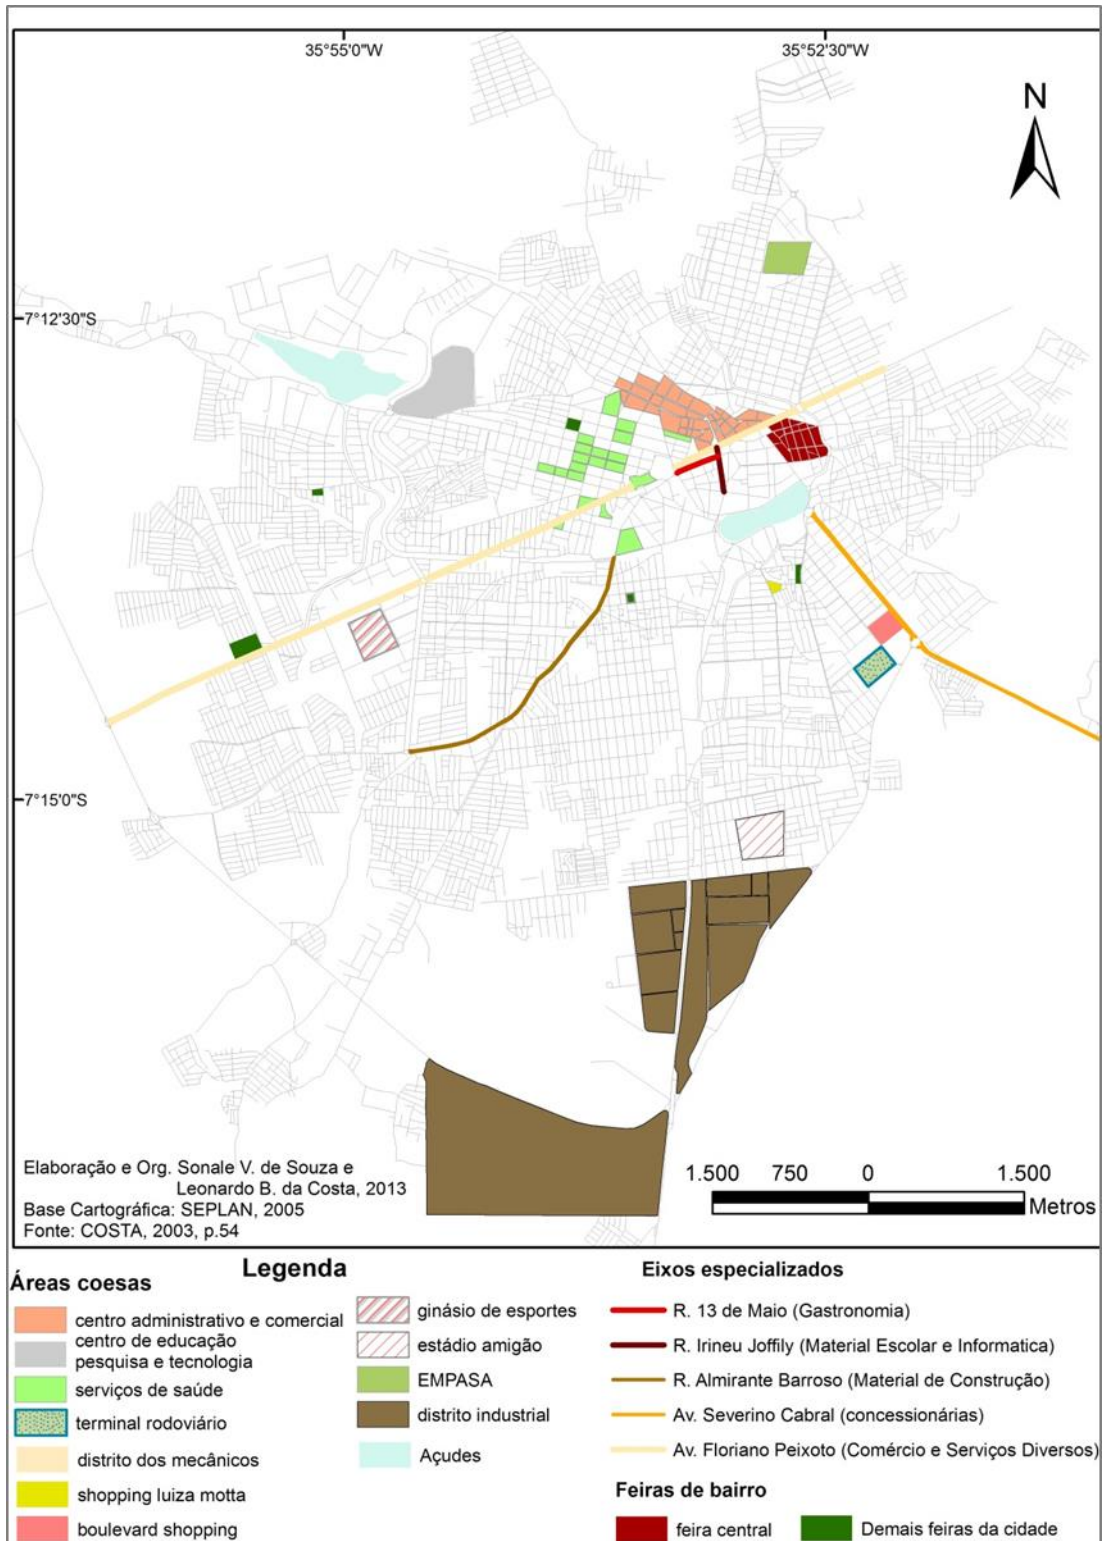 35°55'0"W
35°52'30"W
N
7°12'30"S
7°15'0"S
Elaboração e Org. Sonale V. de Souza e
Leonardo B. da Costa, 2013
Base Cartográfica: SEPLAN, 2005
Fonte: COSTA, 2003, p.54
1.500 750 0 1.500
Metros
Legenda
Áreas coesas
centro administrativo e comercial
centro de educação
pesquisa e tecnologia
serviços de saúde
terminal rodoviário
distrito dos mecânicos
shopping luiza motta
boulevard shopping
ginásio de esportes
estádio amigão
EMPASA
distrito industrial
Açudes
Eixos especializados
R. 13 de Maio (Gastronomia)
R. Irineu Joffily (Material Escolar e Informatica)
R. Almirante Barroso (Material de Construção)
Av. Severino Cabral (concessionárias)
Av. Floriano Peixoto (Comércio e Serviços Diversos)
Feiras de bairro
feira central
Demais feiras da cidade